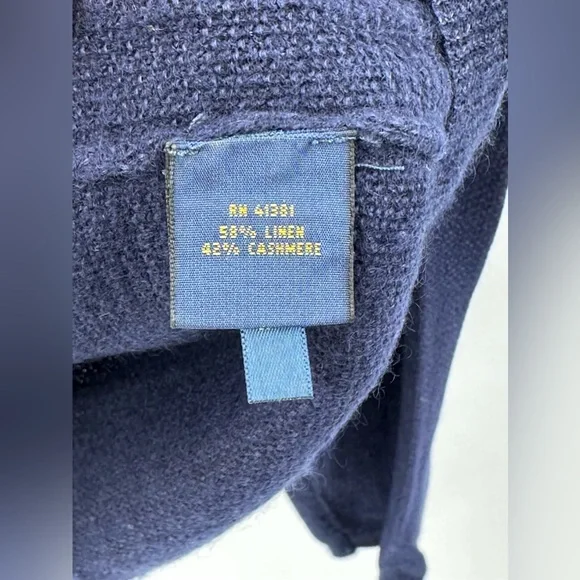 RN 41381
58% LINEN
42% CASHMERE